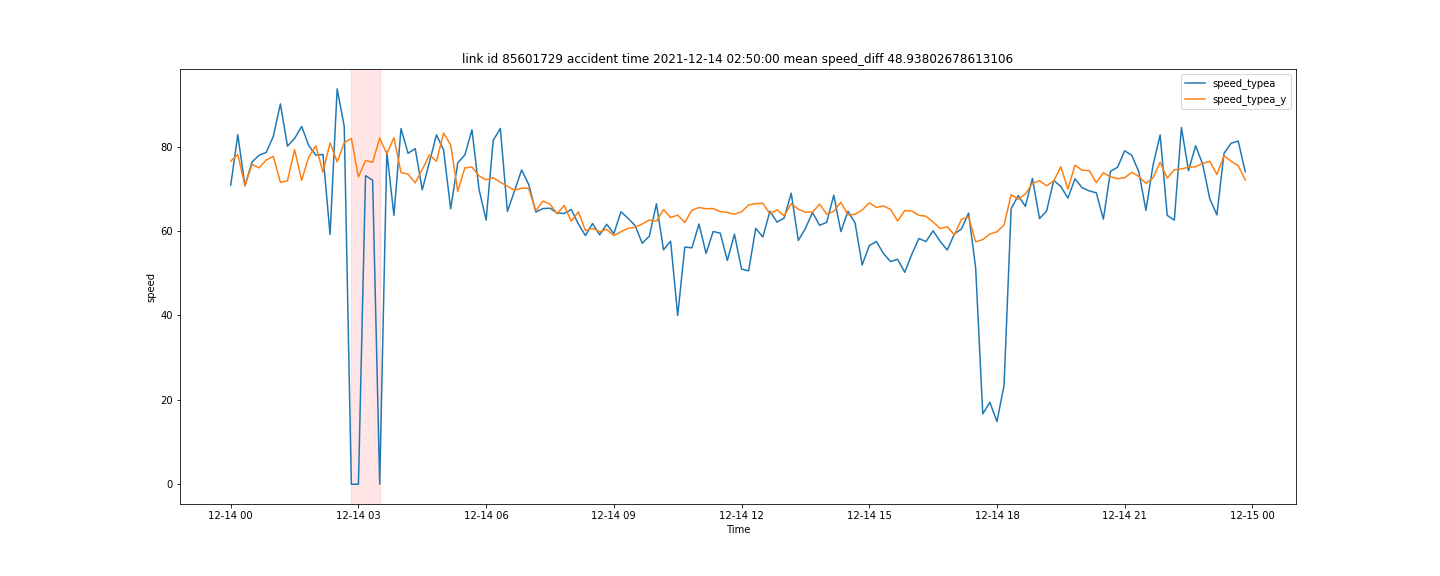 link id 85601729 accident time 2021-12-14 02:50:00 mean speed_diff 48.93802678613106
speed_typea
speed_typea_y
80
60
40
20
0
speed
12-14 00
12-14 03
12-14 06
12-14 09
12-14 12
12-14 15
12-14 18
12-14 21
12-15 00
Time